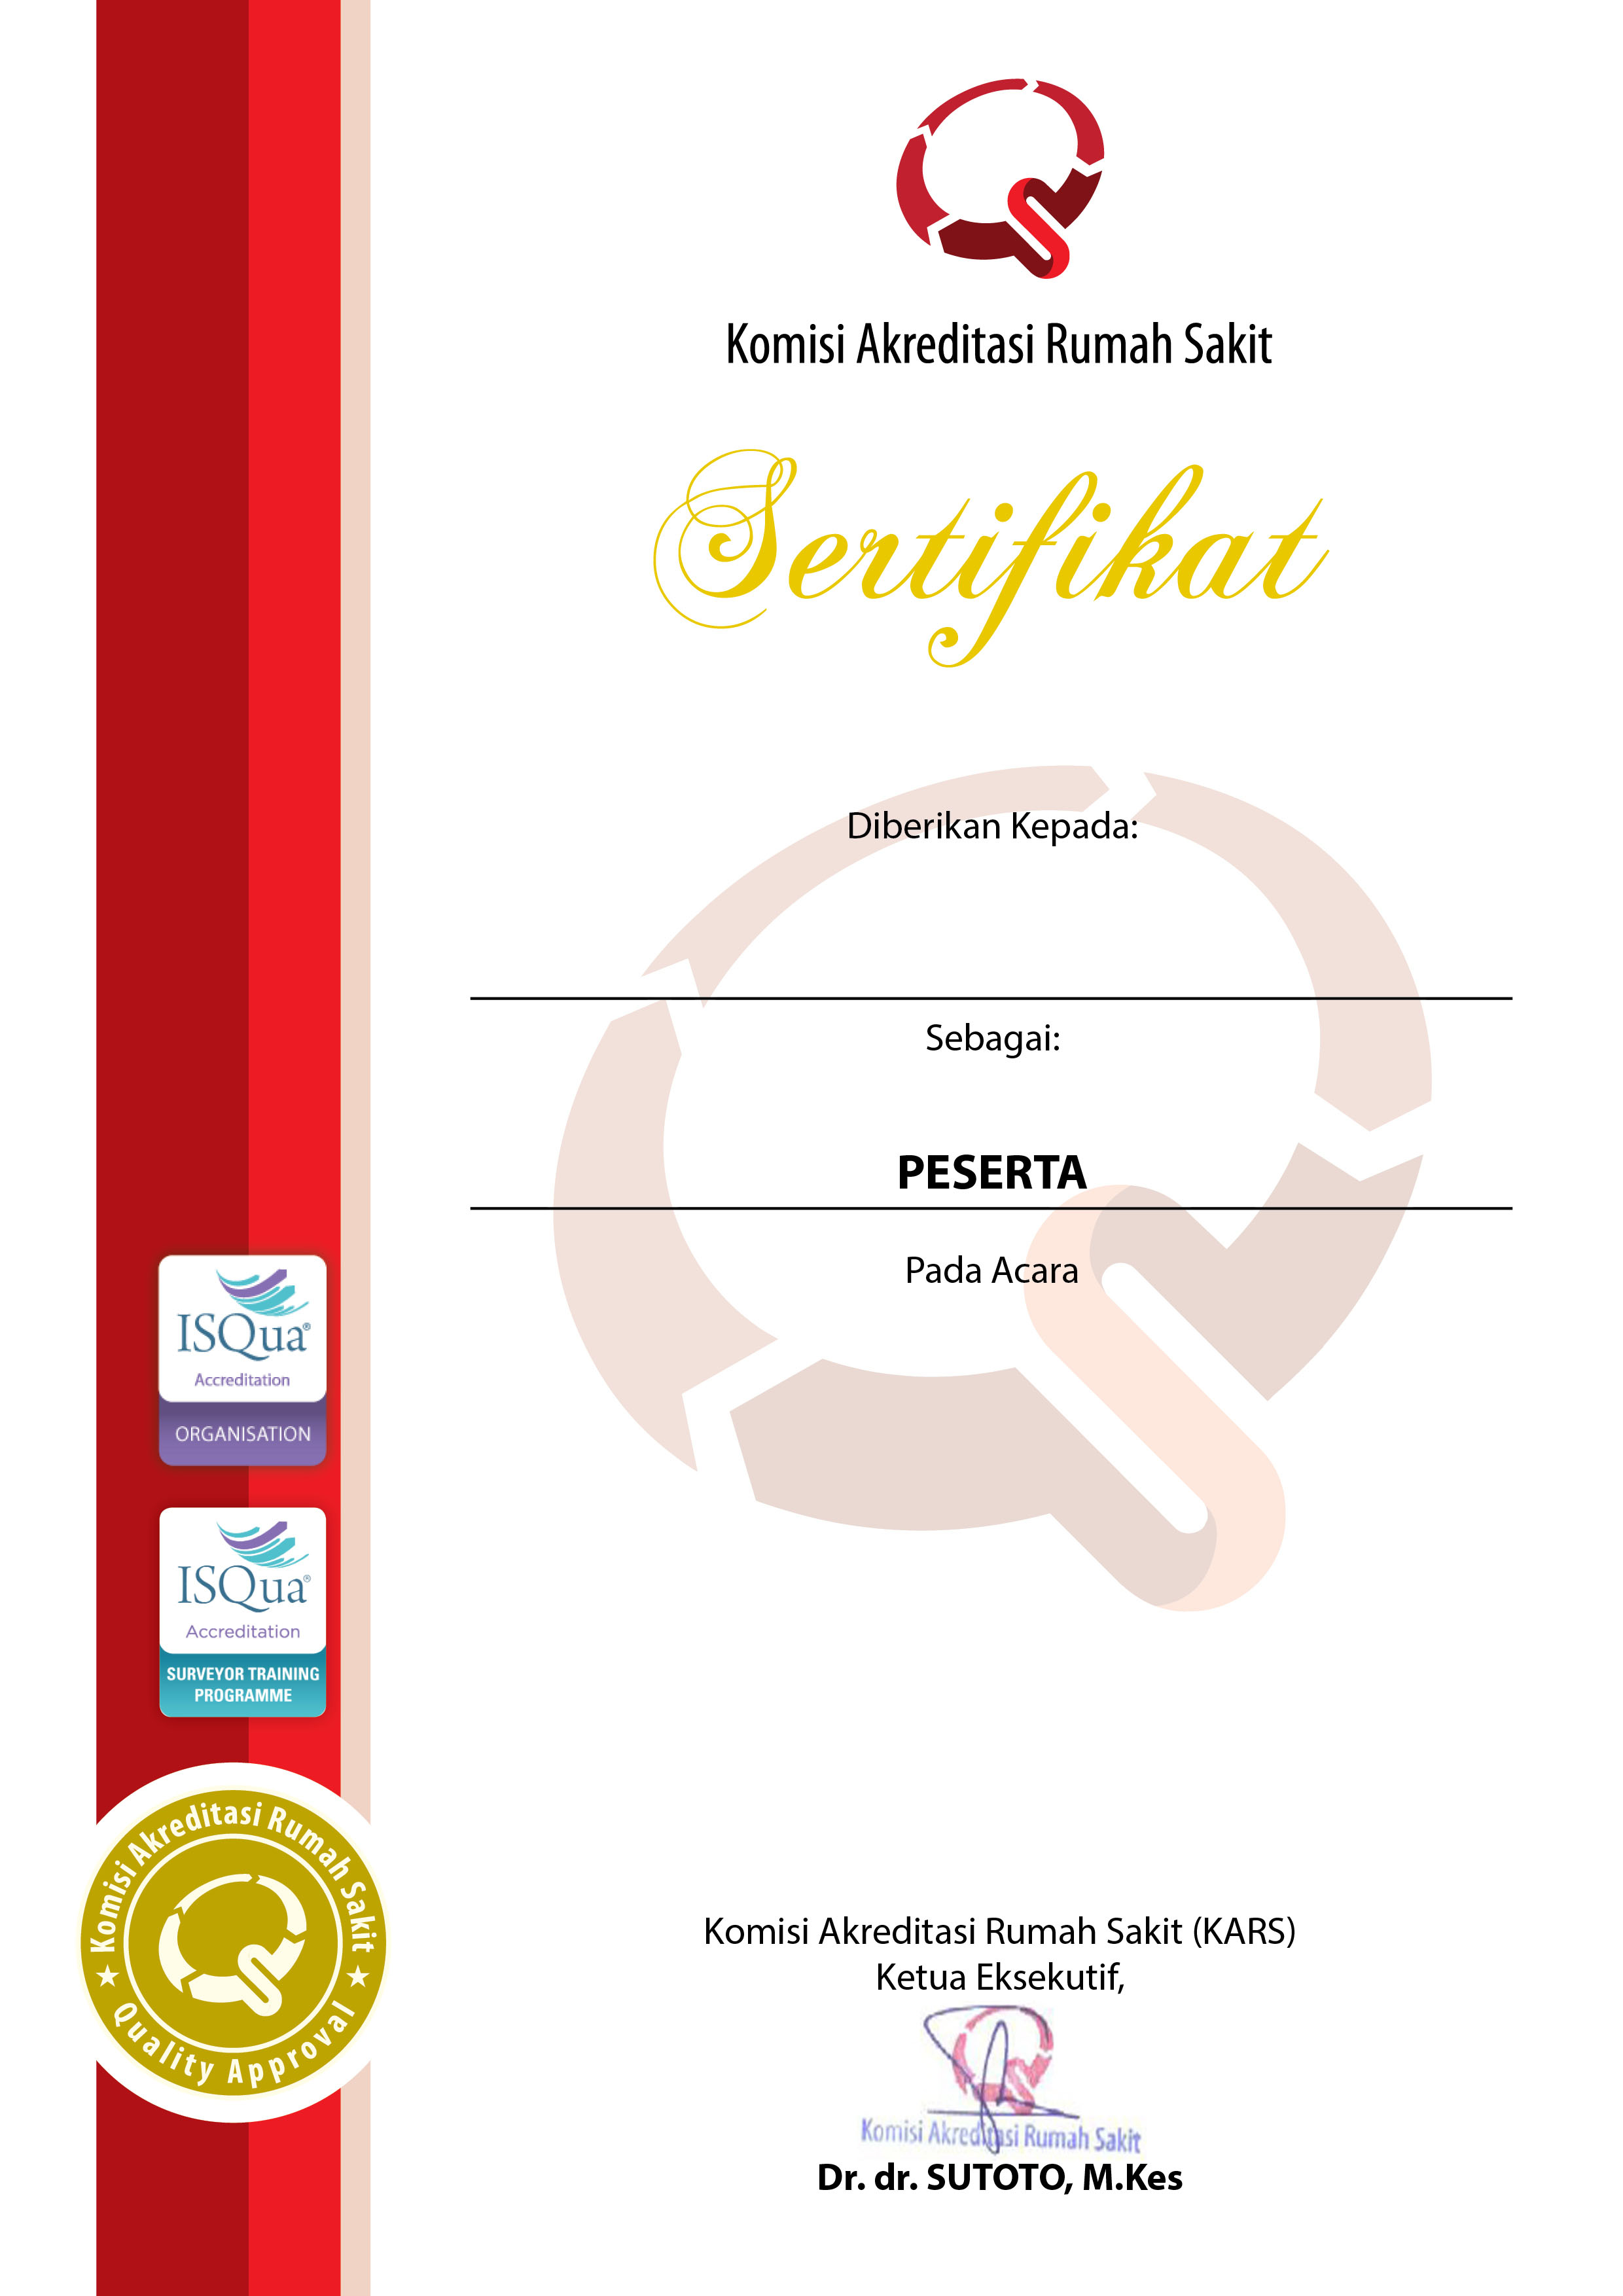 Komisi Akreditasi Rumah Sakit
Sertifikat
Diberikan Kepada:
Sebagai:
PESERTA
Pada Acara
ISQua®
Accreditation
ORGANISATION
ISQua®
Accreditation
SURVEYOR TRAINING
PROGRAMME
Komisi Akreditasi Rumah Sakit
Quality Approval
Komisi Akreditasi Rumah Sakit (KARS)
Ketua Eksekutif,
Komisi Akreditasi Rumah Sakit
Dr. dr. SUTOTO, M.Kes